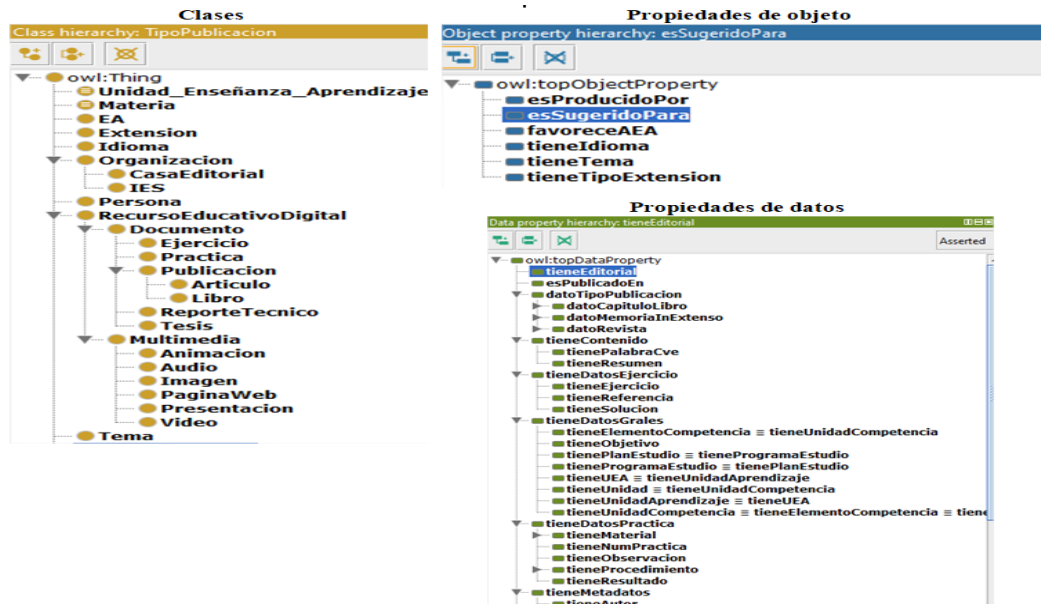 Clases
Class hierarchy: TipoPublicacion
owl:Thing
Unidad_Enseñanza_Aprendizaje
Materia
EA
Extension
Idioma
Organizacion
CasaEditorial
IES
Persona
RecursoEducativoDigital
Documento
Ejercicio
Practica
Publicacion
Articulo
Libro
ReporteTecnico
Tesis
Multimedia
Animacion
Audio
Imagen
PaginaWeb
Presentacion
Video
Tema
Propiedades de objeto
Object property hierarchy: esSugeridoPara
owl:topObjectProperty
esProducidoPor
esSugeridoPara
favoreceAEA
tieneIdioma
tieneTema
tieneTipoExtension
Propiedades de datos
Data property hierarchy: tieneEditorial
Asserted
owl:topDataProperty
tieneEditorial
esPublicadoEn
datoTipoPublicacion
datoCapituloLibro
datoMemoriaInExtenso
datoRevista
tieneContenido
tienePalabraCve
tieneResumen
tieneDatosEjercicio
tieneEjercicio
tieneReferencia
tieneSolucion
tieneDatosGrales
tieneElementoCompetencia ≡ tieneUnidadCompetencia
tieneObjetivo
tienePlanEstudio ≡ tieneProgramaEstudio
tieneProgramaEstudio ≡ tienePlanEstudio
tieneUEA ≡ tieneUnidadAprendizaje
tieneUnidad ≡ tieneUnidadCompetencia
tieneUnidadAprendizaje ≡ tieneUEA
tieneUnidadCompetencia ≡ tieneElementoCompetencia ≡ tiene
tieneDatosPractica
tieneMaterial
tieneNumPractica
tieneObservacion
tieneProcedimiento
tieneResultado
tieneMetadatos
tieneAutor